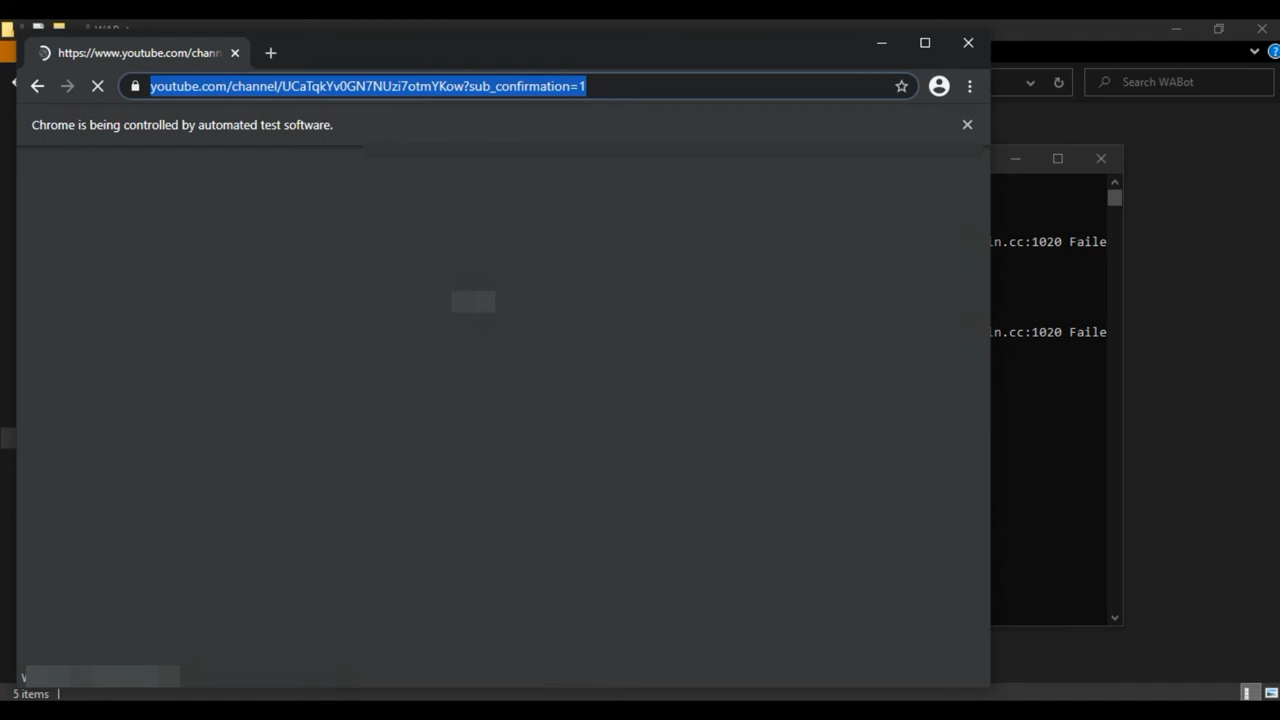 https://www.youtube.com/chann
youtube.com/channel/UCaTqkYv0GN7NUzi7otmYKow?sub_confirmation=1
Search WABot
Chrome is being controlled by automated test software.
in.cc:1020 Faile
in.cc:1020 Faile
5 items